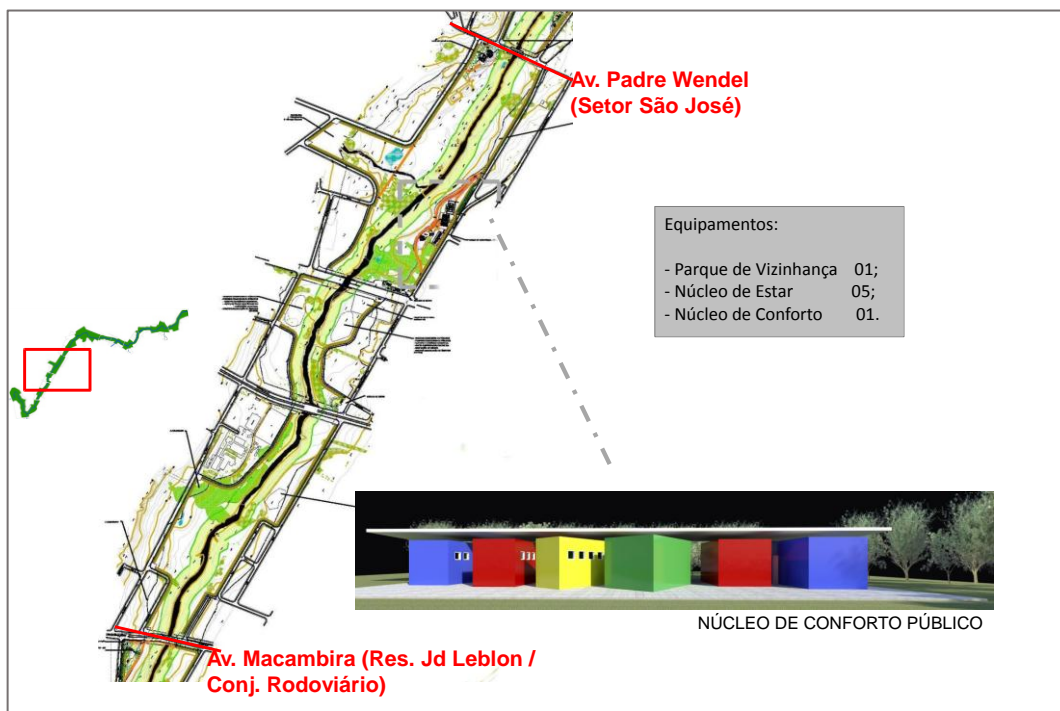 Av. Padre Wendel
(Setor São José)
Equipamentos:
- Parque de Vizinhança 01;
- Núcleo de Estar 05;
- Núcleo de Conforto 01.
NÚCLEO DE CONFORTO PÚBLICO
Av. Macambira (Res. Jd Leblon /
Conj. Rodoviário)